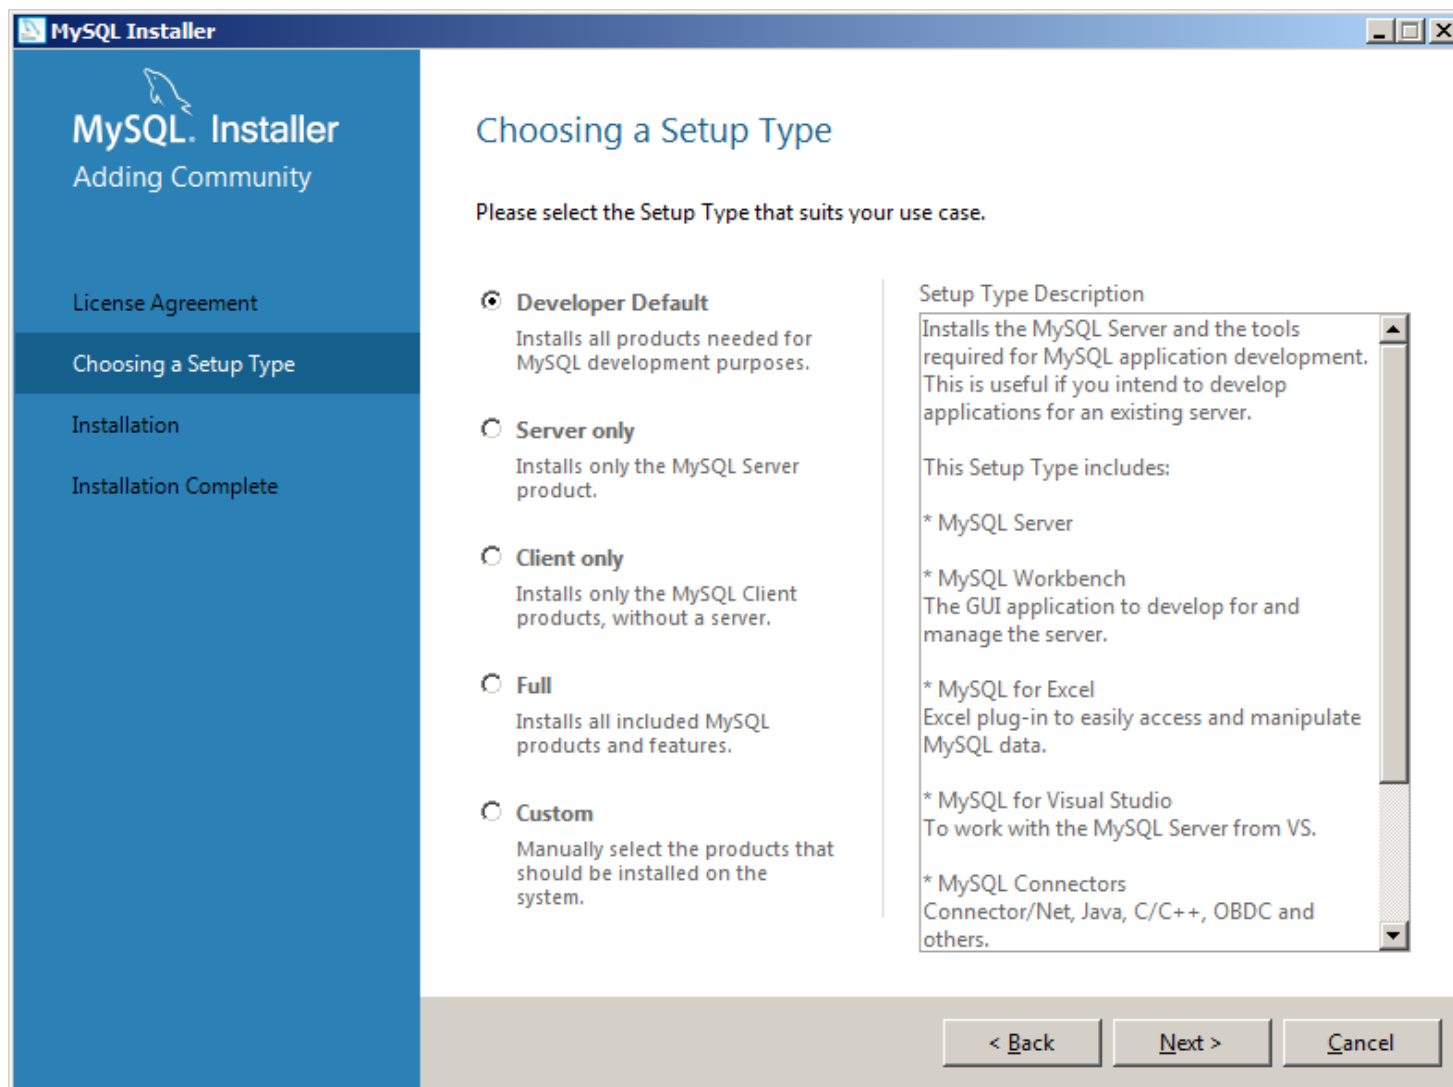 MySQL Installer
MySQL. Installer
Adding Community
License Agreement
Choosing a Setup Type
Installation
Installation Complete
Choosing a Setup Type
Please select the Setup Type that suits your use case.
Developer Default
Installs all products needed for
MySQL development purposes.
Server only
Installs only the MySQL Server
product.
Client only
Installs only the MySQL Client
products, without a server.
Full
Installs all included MySQL
products and features.
Custom
Manually select the products that
should be installed on the
system.
Setup Type Description
Installs the MySQL Server and the tools
required for MySQL application development.
This is useful if you intend to develop
applications for an existing server.
This Setup Type includes:
* MySQL Server
* MySQL Workbench
The GUI application to develop for and
manage the server.
* MySQL for Excel
Excel plug-in to easily access and manipulate
MySQL data.
* MySQL for Visual Studio
To work with the MySQL Server from VS.
* MySQL Connectors
Connector/Net, Java, C/C++, OBDC and
others.
< Back
Next >
Cancel